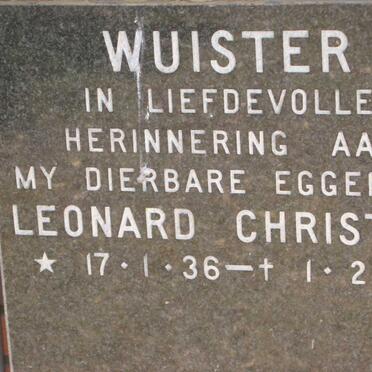 WUISTER
IN LIEFDEVOLLE
HERINNERING AA
MY DIERBARE EGGE
LEONARD CHRIST
★ 17·1·36—✝ 1·2